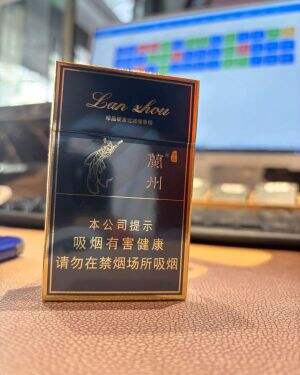 Lan zhou
蘭州
本公司提示
吸烟有害健康
请勿在禁烟场所吸烟